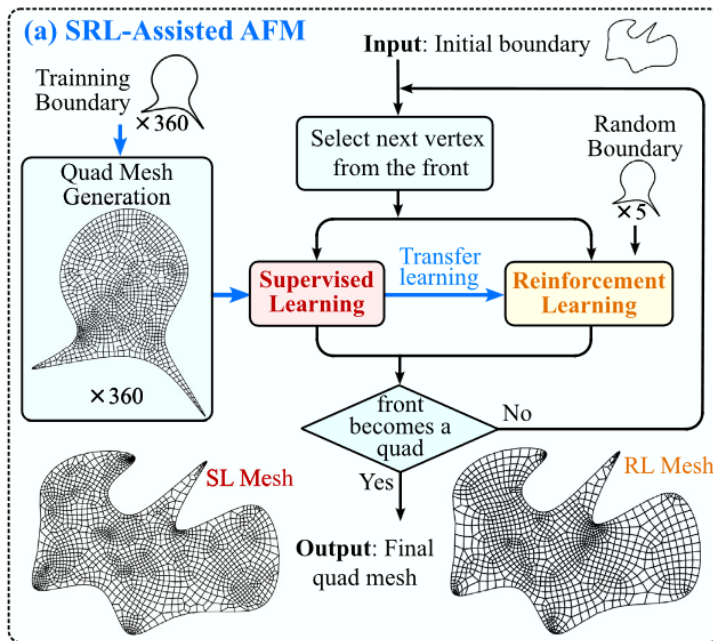 (a) SRL-Assisted AFM
Trainning
Boundary
×360
Quad Mesh
Generation
×360
Input: Initial boundary
Select next vertex
from the front
Random
Boundary
×5
Supervised
Learning
Transfer
learning
Reinforcement
Learning
front
becomes a
quad
No
Yes
SL Mesh
RL Mesh
Output: Final
quad mesh